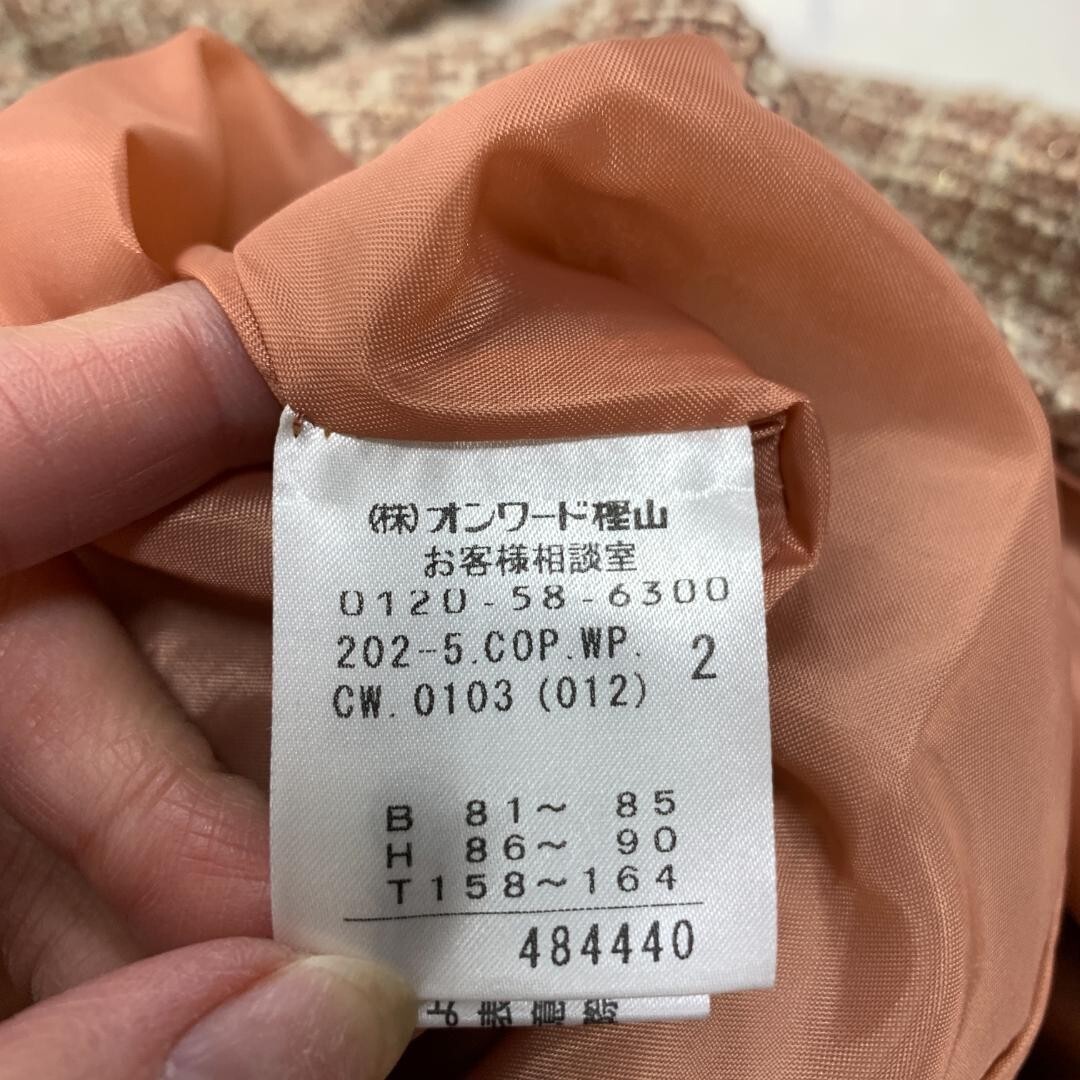 (株)オンワード樫山
お客様相談室
0120-58-6300
202-5.COP.WP. 2
CW.0103(012)
B 81～ 85
H 86～ 90
T158～164
484440